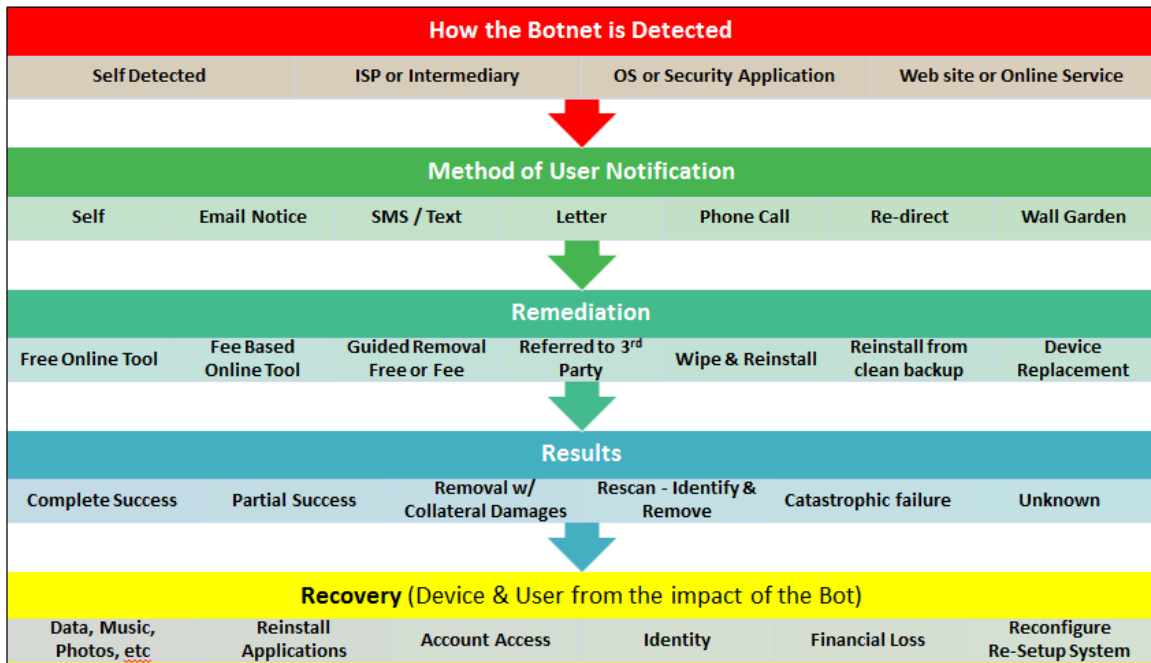 How the Botnet is Detected
Self Detected ISP or Intermediary OS or Security Application Web site or Online Service
Method of User Notification
Self Email Notice SMS / Text Letter Phone Call Re-direct Wall Garden
Remediation
Free Online Tool
Fee Based
Online Tool
Guided Removal
Free or Fee
Referred to 3rd
Party
Wipe & Reinstall
Reinstall from
clean backup
Device
Replacement
Results
Complete Success
Partial Success
Removal w/
Collateral Damages
Rescan - Identify &
Remove
Catastrophic failure
Unknown
Recovery (Device & User from the impact of the Bot)
Data, Music,
Photos, etc
Reinstall
Applications
Account Access
Identity
Financial Loss
Reconfigure
Re-Setup System